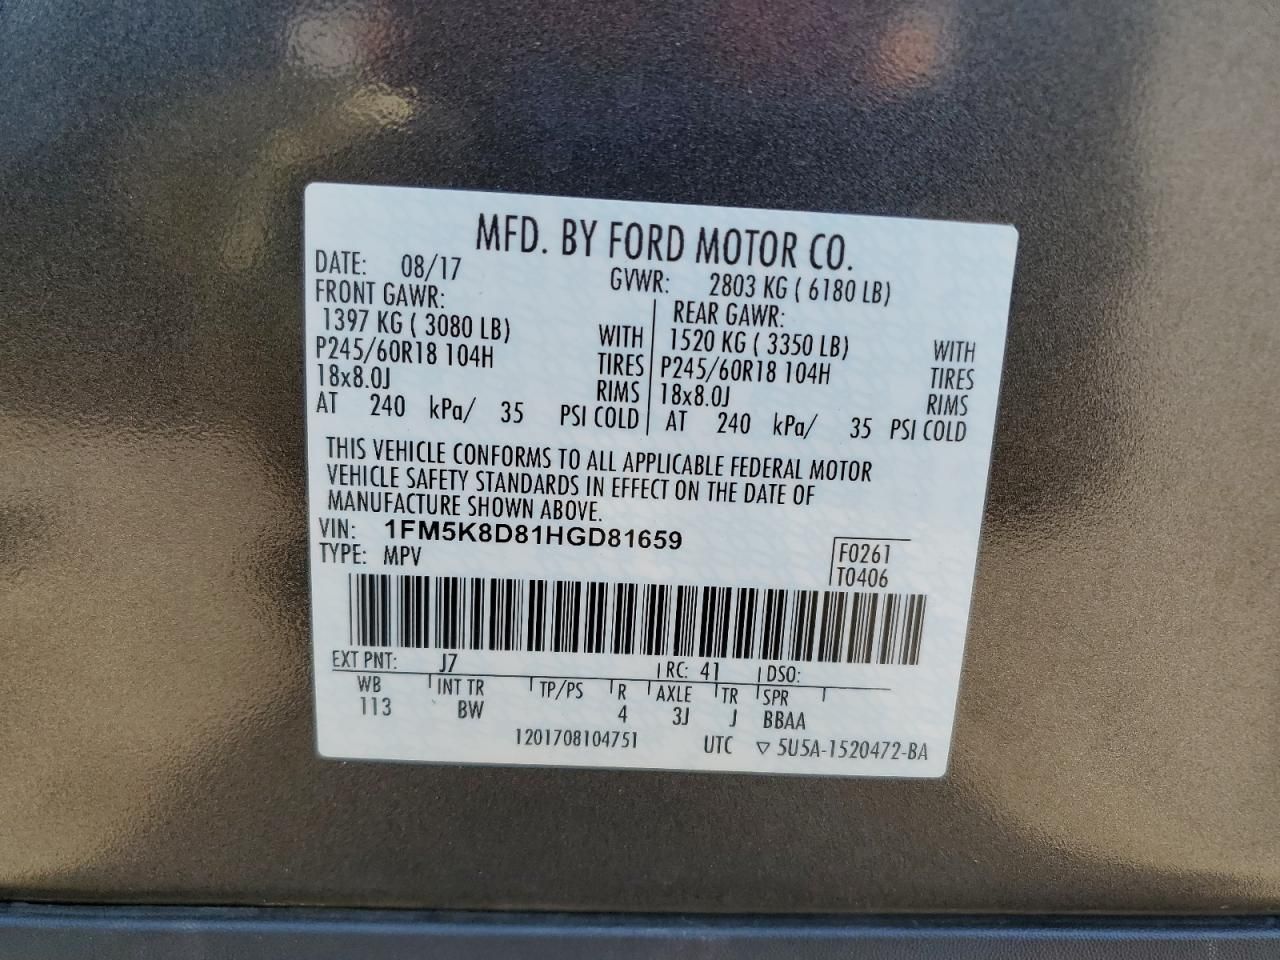 MFD. BY FORD MOTOR CO.
DATE: 08/17 GVWR: 2803 KG ( 6180 LB)
FRONT GAWR: REAR GAWR:
1397 KG ( 3080 LB) WITH 1520 KG ( 3350 LB) WITH
P245/60R18 104H TIRES P245/60R18 104H TIRES
18x8.0J RIMS 18x8.0J RIMS
AT 240 kPa/ 35 PSI COLD AT 240 kPa/ 35 PSI COLD
THIS VEHICLE CONFORMS TO ALL APPLICABLE FEDERAL MOTOR
VEHICLE SAFETY STANDARDS IN EFFECT ON THE DATE OF
MANUFACTURE SHOWN ABOVE.
VIN: 1FM5K8D81HGD81659
TYPE: MPV F0261
T0406
EXT PNT: J7 RC: 41 DSO:
WB INT TR TP/PS R AXLE TR SPR
113 BW 4 3J J BBAA
1201708104751 UTC ▽ 5U5A-1520472-BA